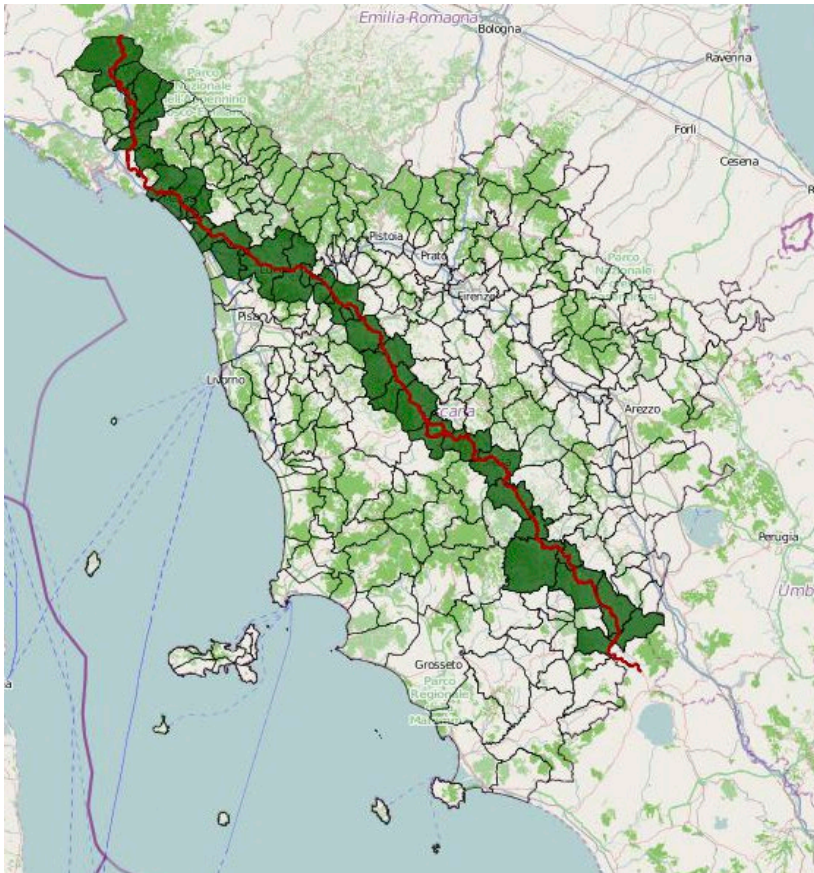 Emilia-Romagna
Bologna
Ravenna
Parco
Nazionale
Forlì
Cesena
Pistoia
Prato
Parco
Firenze
Pisa
Livorno
Arezzo
Perugia
Umb
Grosseto
Parco
Regionale